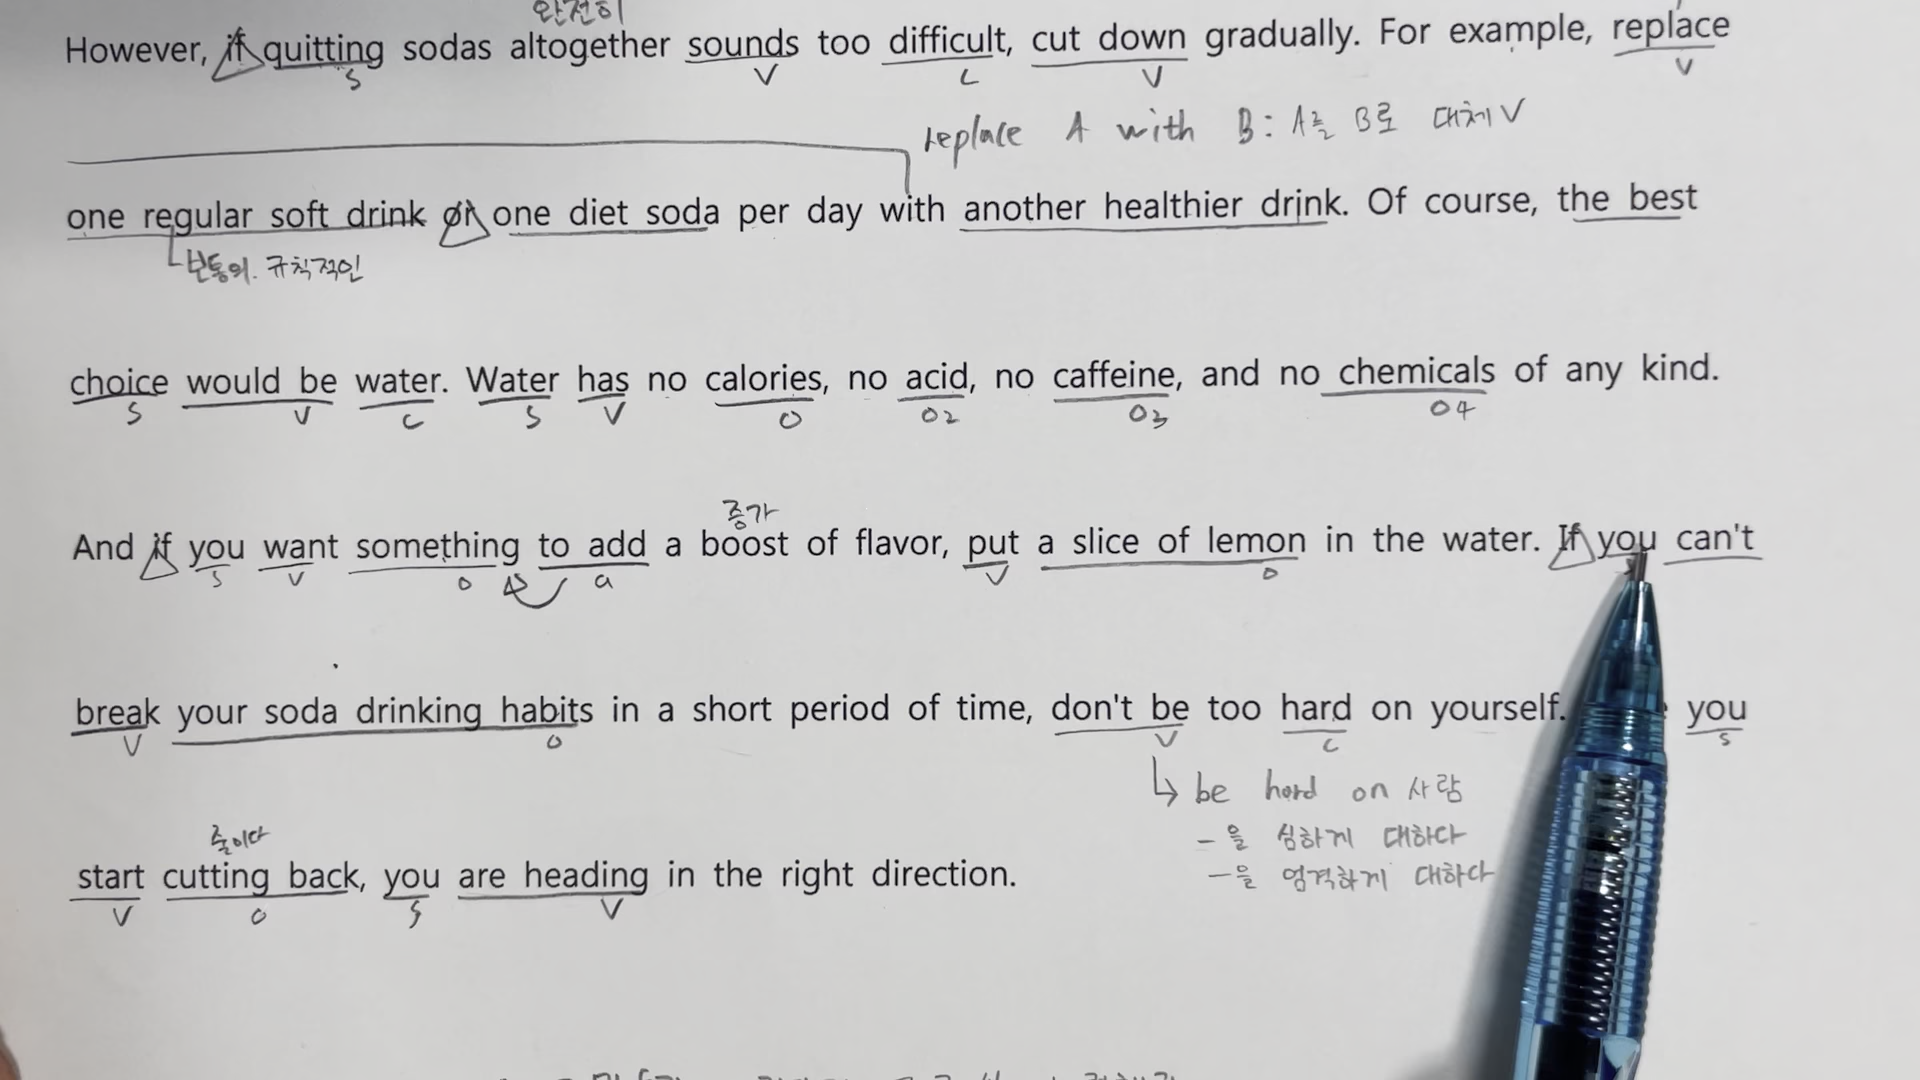 완전히
However, if quitting sodas altogether sounds too difficult, cut down gradually. For example, replace
S V C V V
replace A with B : A를 B로 대체V
one regular soft drink or one diet soda per day with another healthier drink. Of course, the best
보통의. 규칙적인
choice would be water. Water has no calories, no acid, no caffeine, and no chemicals of any kind.
S V C S V O O2 O3 O4
증가
And if you want something to add a boost of flavor, put a slice of lemon in the water. If you can't
S V O a V O
break your soda drinking habits in a short period of time, don't be too hard on yourself. you
V O V C S
be hard on 사람
-을 심하게 대하다
-을 엄격하게 대하다
줄이다
start cutting back, you are heading in the right direction.
V O S V